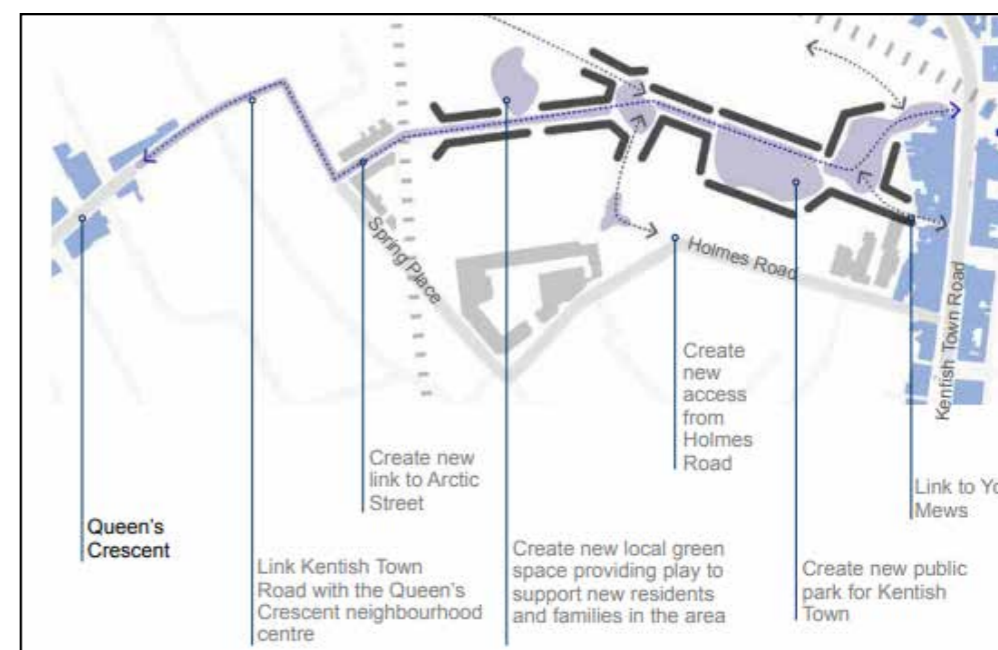 Spring Place
Holmes Road
Kentish Town Road
Create
new
access
from
Holmes
Road
Create new
link to Arctic
Street
Link to
Mews
Queen's
Crescent
Link Kentish Town
Road with the Queen's
Crescent neighbourhood
centre
Create new local green
space providing play to
support new residents
and families in the area
Create new public
park for Kentish
Town